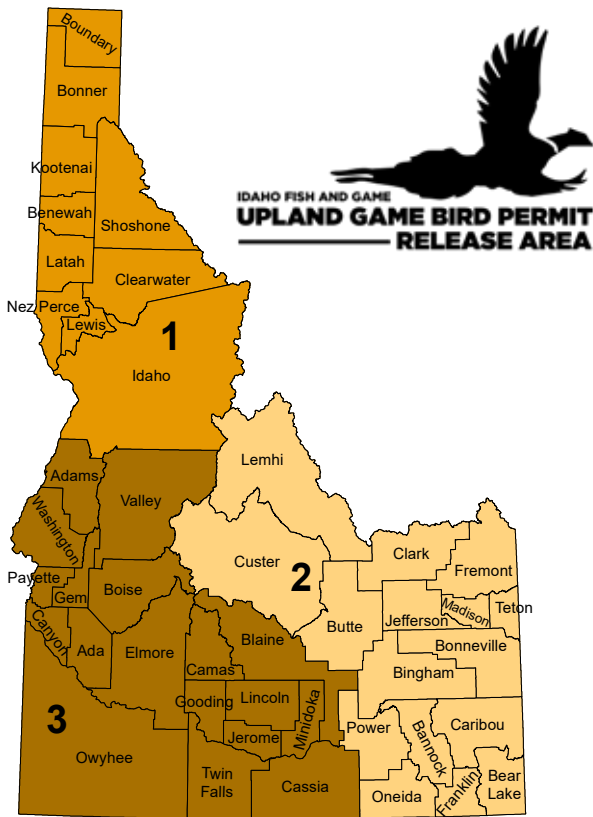 Boundary
Bonner
IDAHO FISH AND GAME
UPLAND GAME BIRD PERMIT
RELEASE AREA
Kootenai
Benewah
Shoshone
Latah
Clearwater
Nez Perce
Lewis
1
Idaho
Lemhi
Adams
Valley
Washington
Custer
2
Clark
Fremont
Payette
Gem
Boise
Butte
Jefferson
Madison
Teton
Canyon
Ada
Elmore
Blaine
Camas
Bonneville
Bingham
Gooding
Lincoln
Minidoka
3
Jerome
Power
Bannock
Caribou
Owyhee
Twin
Falls
Cassia
Oneida
Franklin
Bear
Lake